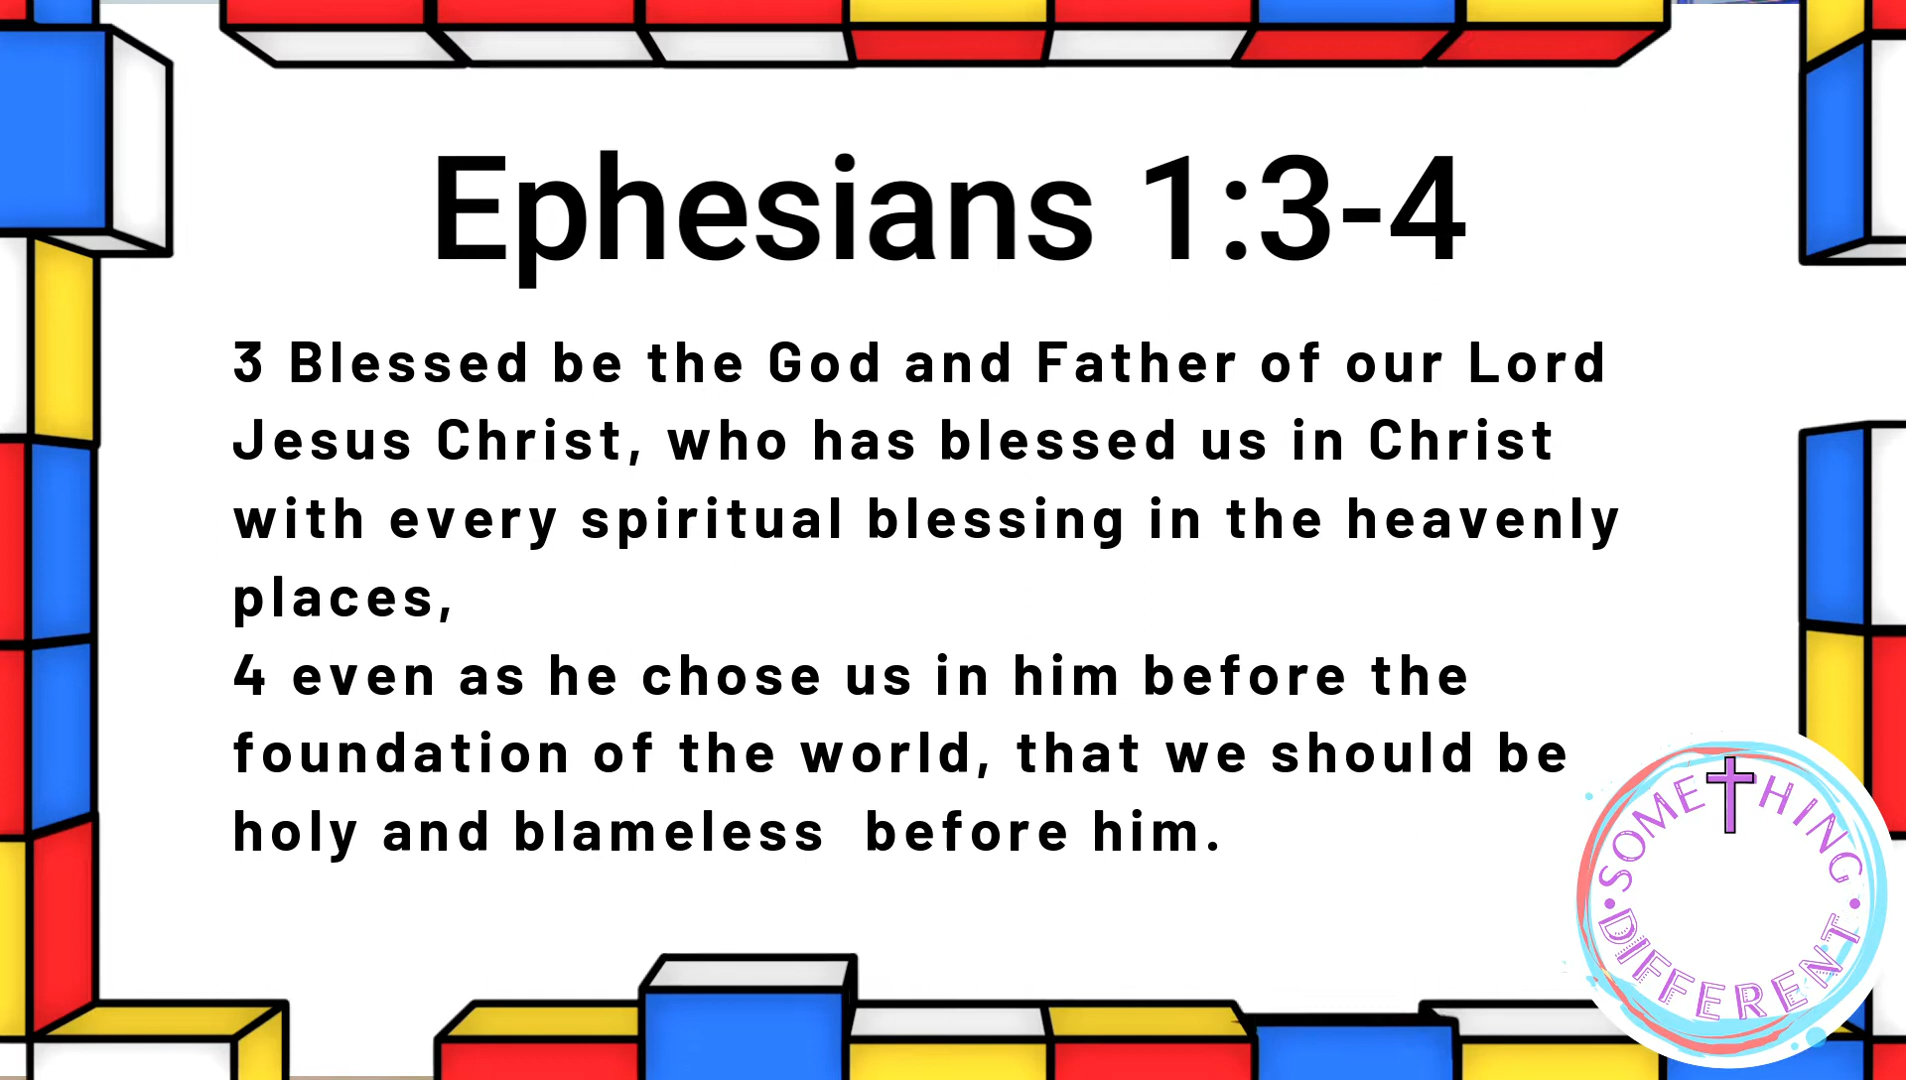 Ephesians 1:3-4
3 Blessed be the God and Father of our Lord
Jesus Christ, who has blessed us in Christ
with every spiritual blessing in the heavenly
places,
4 even as he chose us in him before the
foundation of the world, that we should be
holy and blameless  before him.
SOMETHING
DIFFERENT